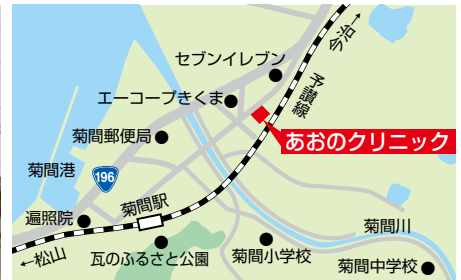 今治→
セブンイレブン
予讃線
エーコープきくま
菊間郵便局
あおのクリニック
菊間港
196
菊間駅
遍照院
菊間川
←松山
瓦のふるさと公園
菊間小学校
菊間中学校